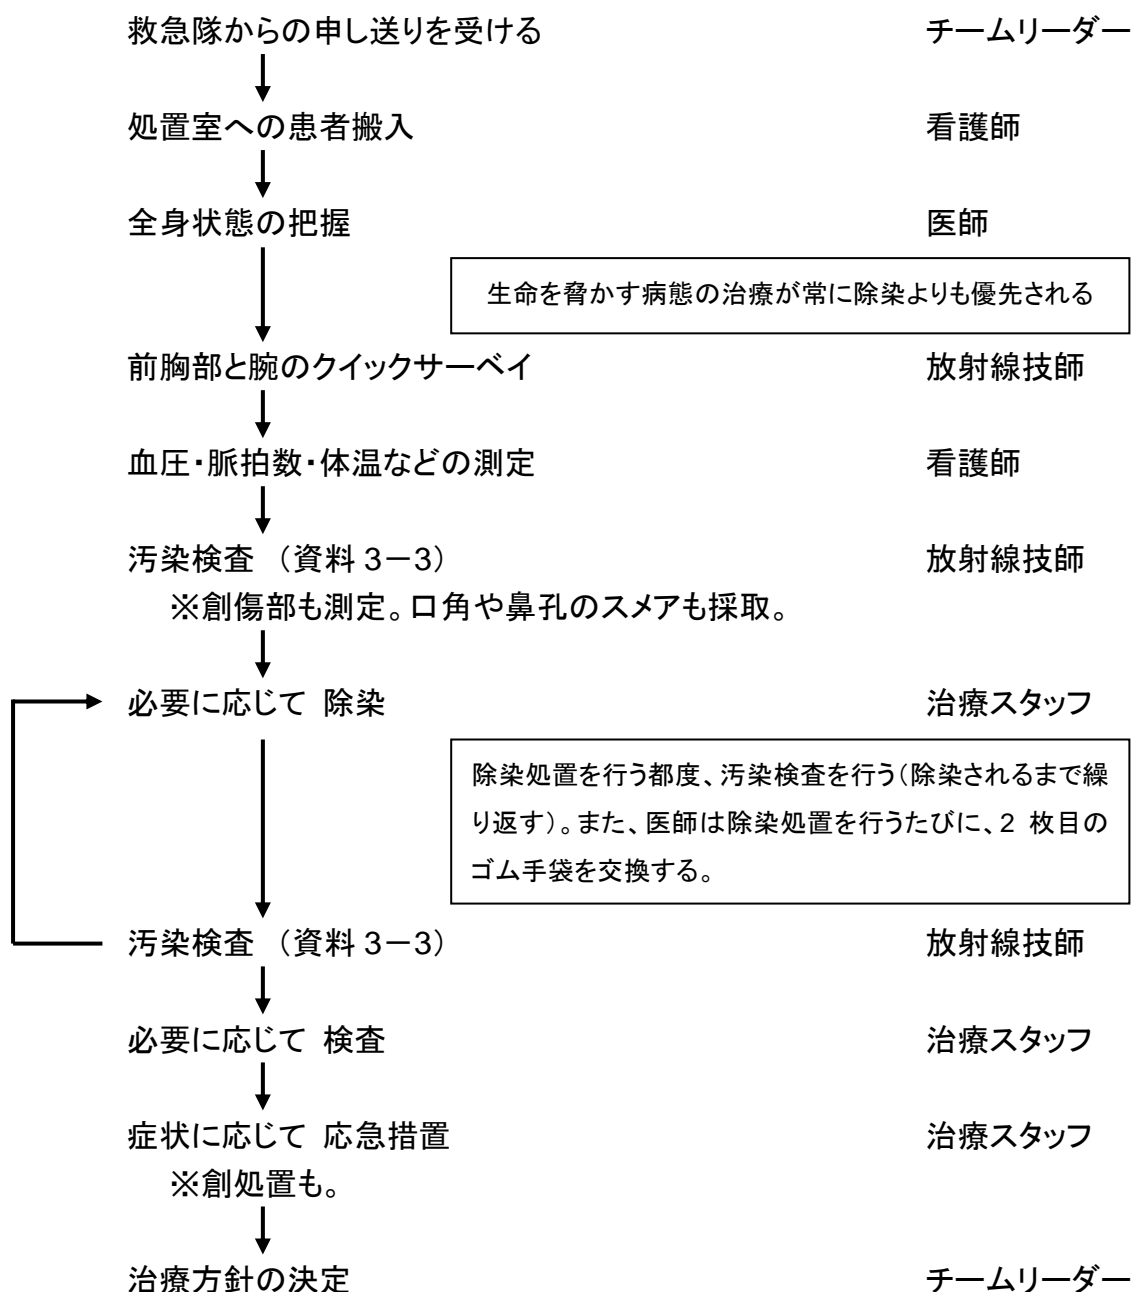 救急隊からの申し送りを受ける チームリーダー
処置室への患者搬入 看護師
全身状態の把握 医師
生命を脅かす病態の治療が常に除染よりも優先される
前胸部と腕のクイックサーベイ 放射線技師
血圧・脈拍数・体温などの測定 看護師
汚染検査 （資料 3－3） 放射線技師
※創傷部も測定。口角や鼻孔のスメアも採取。
必要に応じて 除染 治療スタッフ
除染処置を行う都度、汚染検査を行う（除染されるまで繰
り返す）。また、医師は除染処置を行うたびに、2 枚目の
ゴム手袋を交換する。
汚染検査 （資料 3－3） 放射線技師
必要に応じて 検査 治療スタッフ
症状に応じて 応急措置 治療スタッフ
※創処置も。
治療方針の決定 チームリーダー